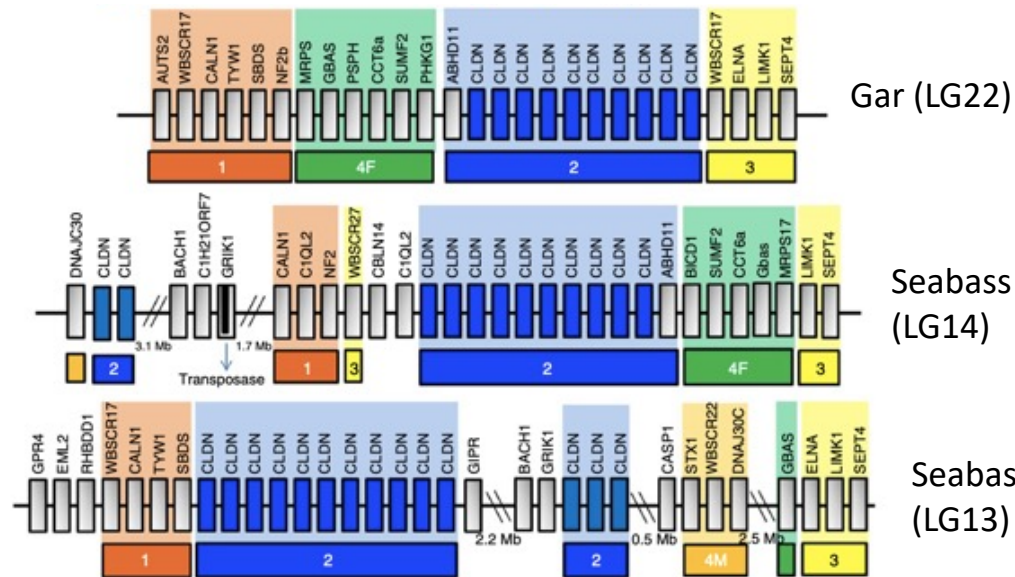 AUTS2 WBSCR17 CALN1 TYW1 SBDS NF2b MRPS GBAS PSPH CCT6a SUMF2 PHKG1 ABHD11 CLDN CLDN CLDN CLDN CLDN CLDN CLDN CLDN CLDN CLDN WBSCR17 ELNA LIMK1 SEPT4
Gar (LG22)
1 4F 2 3
DNAJC30 CLDN CLDN BACH1 C1H21ORF7 GRIK1 CALN1 C1QL2 NF2 WBSCR27 CBLN14 C1QL2 CLDN CLDN CLDN CLDN CLDN CLDN CLDN CLDN CLDN CLDN ABHD11 BICD1 SUMF2 CCT6a Gbas MRPS17 LIMK1 SEPT4
Seabass
(LG14)
3.1 Mb 1.7 Mb
2 1 3 2 4F 3
Transposase
GPR4 EML2 RHBDD1 WBSCR17 CALN1 TYW1 SBDS CLDN CLDN CLDN CLDN CLDN CLDN CLDN CLDN CLDN CLDN CLDN GIPR BACH1 GRIK1 CLDN CLDN CLDN CASP1 STX1 WBSCR22 DNAJ30C GBAS ELNA LIMK1 SEPT4
Seabas
(LG13)
2.2 Mb 0.5 Mb 2.5 Mb
1 2 2 4M 3